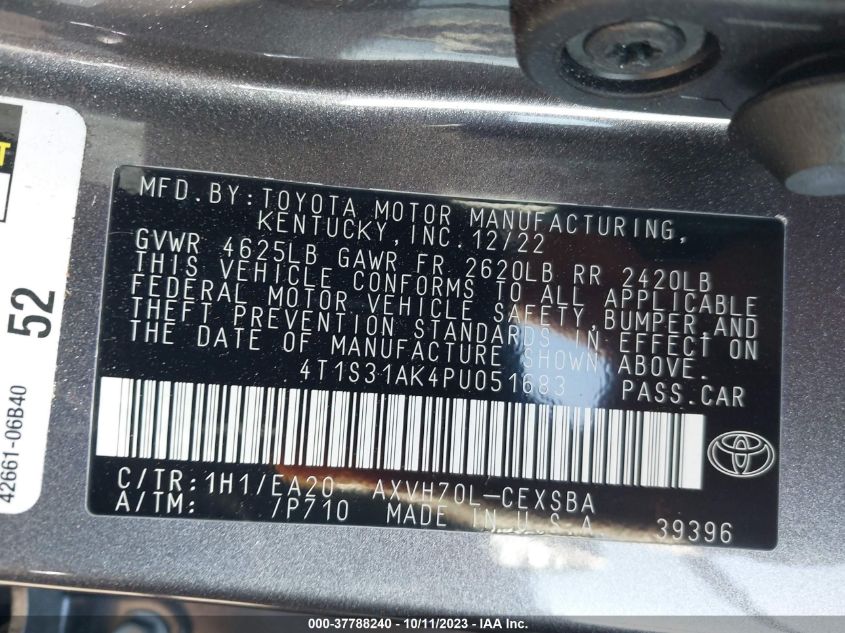 MFD.BY:TOYOTA MOTOR MANUFACTURING,
KENTUCKY,INC.12/22
GVWR 4625LB GAWR FR 2620LB RR 2420LB
THIS VEHICLE CONFORMS TO ALL APPLICABLE
FEDERAL MOTOR VEHICLE SAFETY,BUMPER,AND
THEFT PREVENTION STANDARDS IN EFFECT ON
THE DATE OF MANUFACTURE SHOWN ABOVE.
4T1S31AK4PU051683 PASS.CAR
C/TR:1H1/EA20- AXVH70L-CEXSBA
A/TM: /P710 MADE IN U.S.A 39396
52
42661-06B40
000-37788240 - 10/11/2023 - IAA Inc.